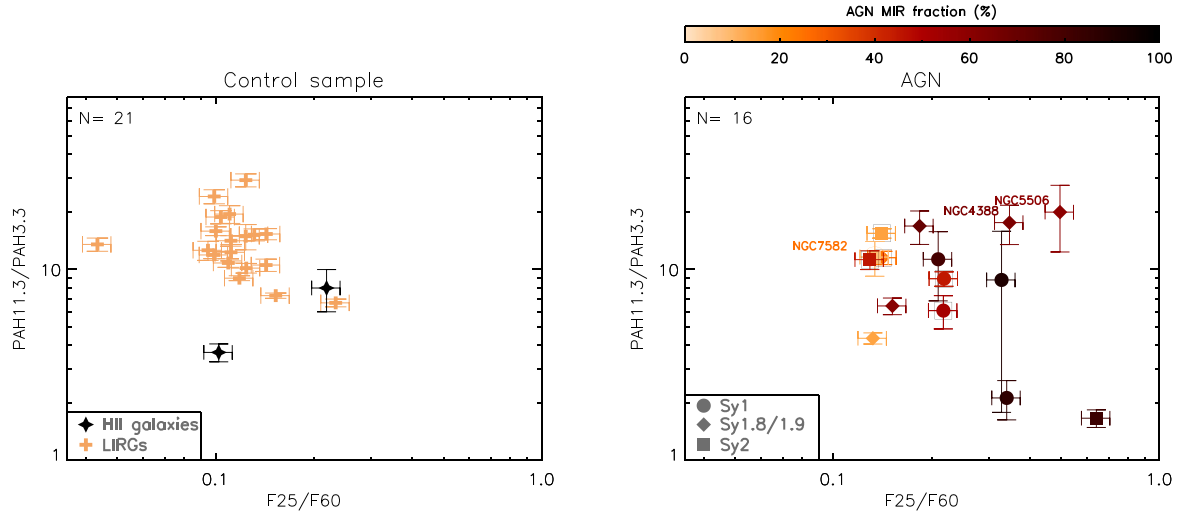 AGN MIR fraction (%)
0 20 40 60 80 100
Control sample
N= 21
PAH11.3/PAH3.3
10
1
HII galaxies
LIRGs
0.1 1.0
F25/F60
AGN
N= 16
PAH11.3/PAH3.3
10
1
NGC5506
NGC4388
NGC7582
Sy1
Sy1.8/1.9
Sy2
0.1 1.0
F25/F60